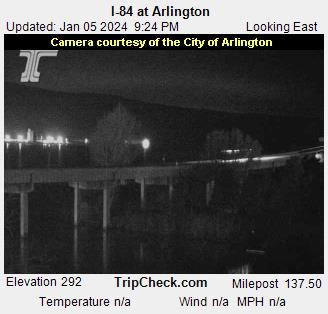 I-84 at Arlington
Updated: Jan 05 2024 9:24 PM Looking East
Camera courtesy of the City of Arlington
Elevation 292 TripCheck.com Milepost 137.50
Temperature n/a Wind n/a MPH n/a